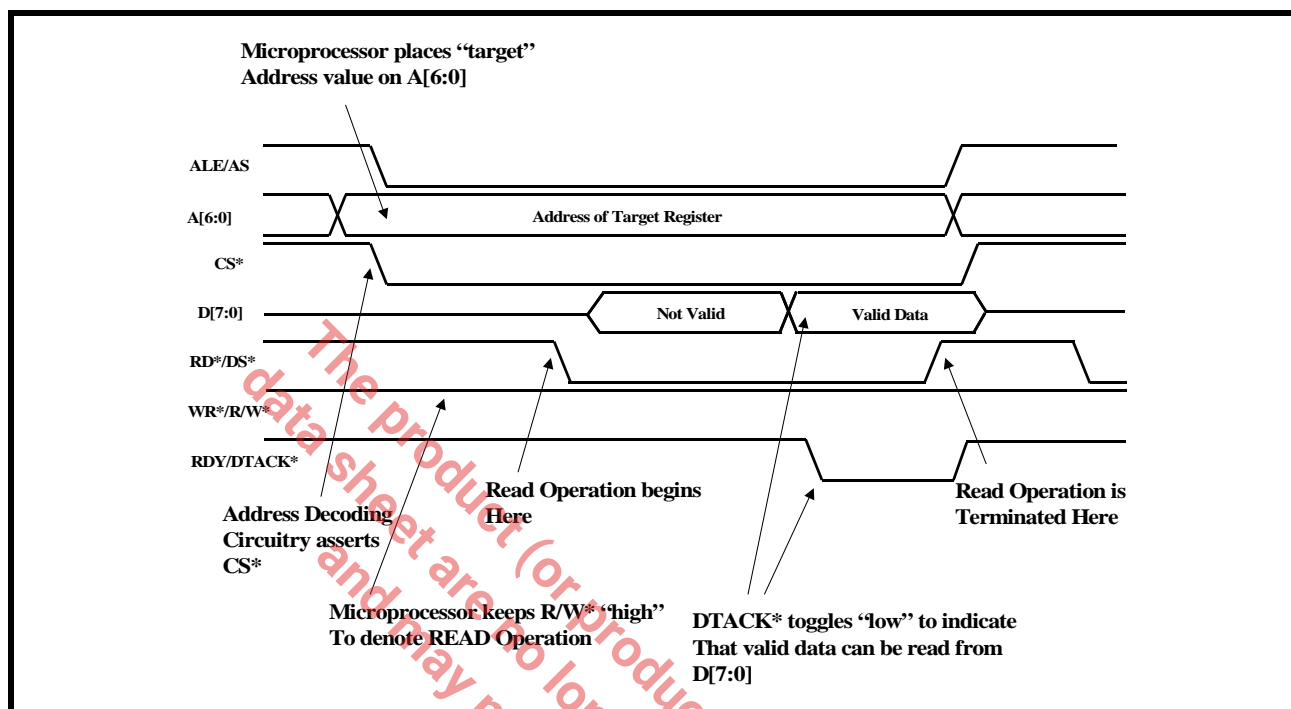 Microprocessor places “target”
Address value on A[6:0]
ALE/AS
A[6:0]
Address of Target Register
CS*
D[7:0]
Not Valid
Valid Data
RD*/DS*
WR*/R/W*
RDY/DTACK*
Read Operation begins
Here
Read Operation is
Terminated Here
Address Decoding
Circuitry asserts
CS*
Microprocessor keeps R/W* “high”
To denote READ Operation
DTACK* toggles “low” to indicate
That valid data can be read from
D[7:0]
The product (or produc
data sheet are no lon
and may